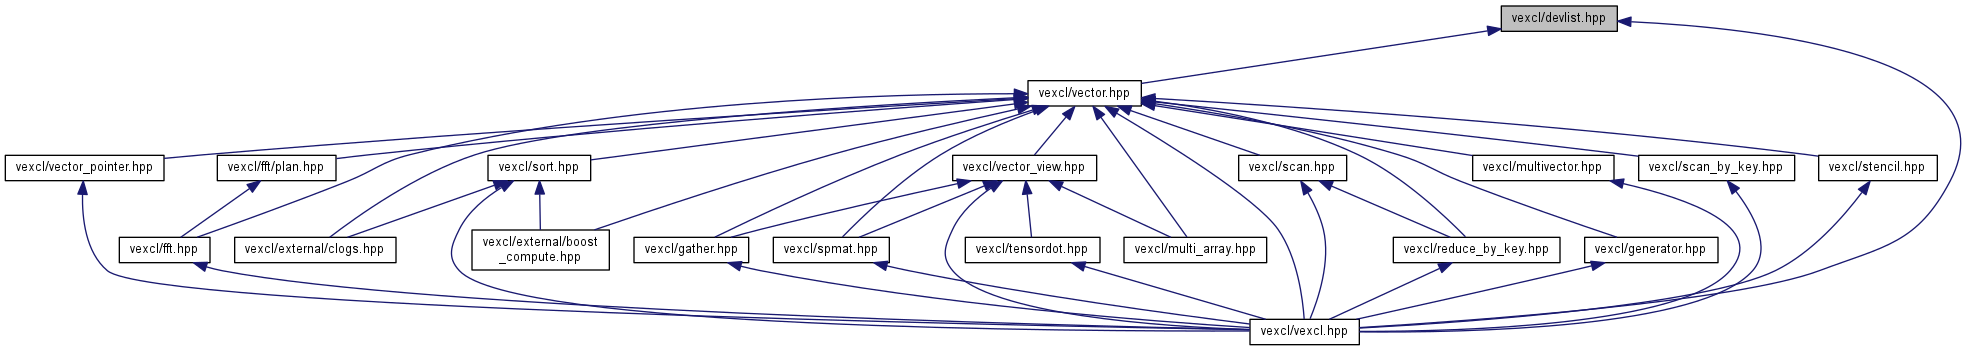 vexcl/devlist.hpp
vexcl/vector.hpp
vexcl/vector_pointer.hpp
vexcl/fft/plan.hpp
vexcl/sort.hpp
vexcl/vector_view.hpp
vexcl/scan.hpp
vexcl/multivector.hpp
vexcl/scan_by_key.hpp
vexcl/stencil.hpp
vexcl/fft.hpp
vexcl/external/clogs.hpp
vexcl/external/boost
_compute.hpp
vexcl/gather.hpp
vexcl/spmat.hpp
vexcl/tensordot.hpp
vexcl/multi_array.hpp
vexcl/reduce_by_key.hpp
vexcl/generator.hpp
vexcl/vexcl.hpp